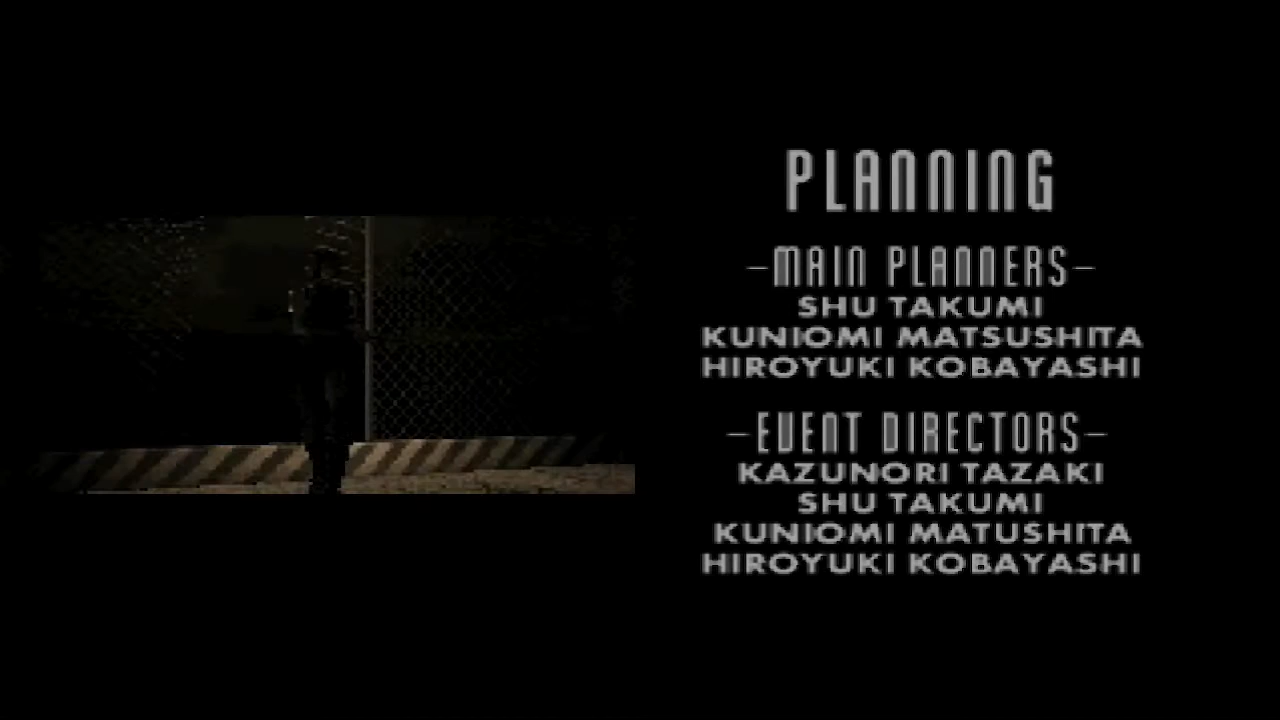 PLANNING
-MAIN PLANNERS-
SHU TAKUMI
KUNIOMI MATSUSHITA
HIROYUKI KOBAYASHI
-EVENT DIRECTORS-
KAZUNORI TAZAKI
SHU TAKUMI
KUNIOMI MATUSHITA
HIROYUKI KOBAYASHI